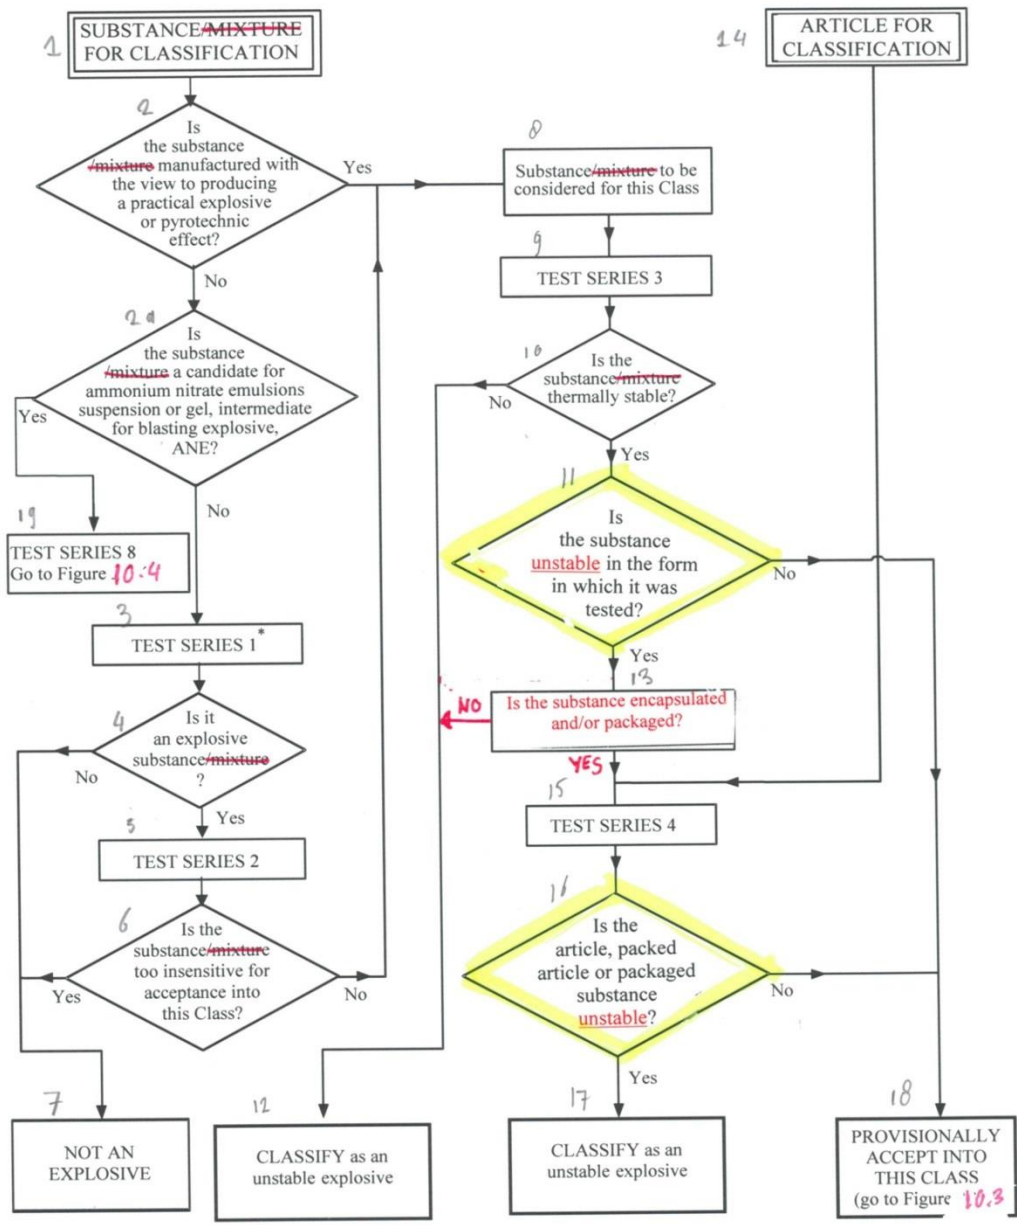 1
SUBSTANCE/MIXTURE
FOR CLASSIFICATION
14
ARTICLE FOR
CLASSIFICATION
2
Is
the substance
/mixture manufactured with
the view to producing
a practical explosive
or pyrotechnic
effect?
Yes
No
8
Substance/mixture to be
considered for this Class
9
TEST SERIES 3
2a
Is
the substance
/mixture a candidate for
ammonium nitrate emulsions
suspension or gel, intermediate
for blasting explosive,
ANE?
Yes
No
10
Is the
substance/mixture
thermally stable?
No
Yes
19
TEST SERIES 8
Go to Figure 10.4
11
Is
the substance
unstable in the form
in which it was
tested?
No
Yes
3
TEST SERIES 1*
13
Is the substance encapsulated
and/or packaged?
NO
YES
4
Is it
an explosive
substance/mixture
?
No
Yes
15
TEST SERIES 4
5
TEST SERIES 2
6
Is the
substance/mixture
too insensitive for
acceptance into
this Class?
Yes
No
16
Is the
article, packed
article or packaged
substance
unstable?
No
Yes
7
NOT AN
EXPLOSIVE
12
CLASSIFY as an
unstable explosive
17
CLASSIFY as an
unstable explosive
18
PROVISIONALLY
ACCEPT INTO
THIS CLASS
(go to Figure 10.3